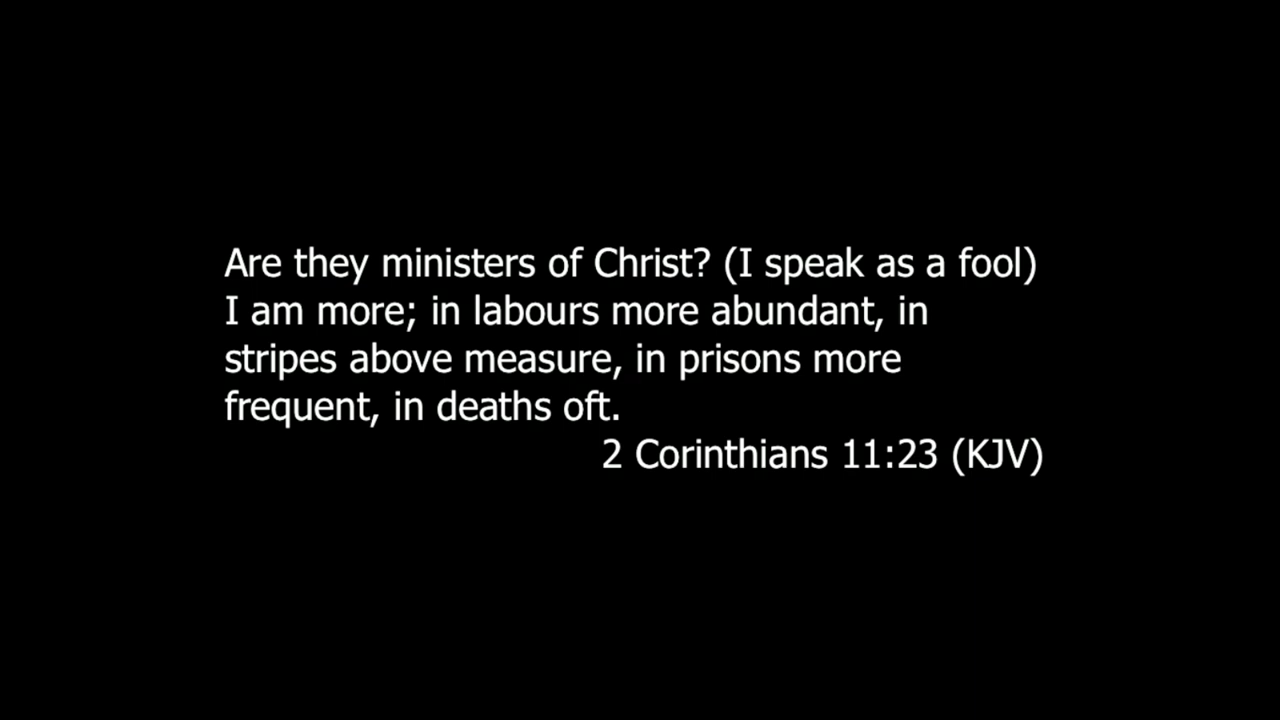 Are they ministers of Christ? (I speak as a fool)
I am more; in labours more abundant, in
stripes above measure, in prisons more
frequent, in deaths oft.
2 Corinthians 11:23 (KJV)